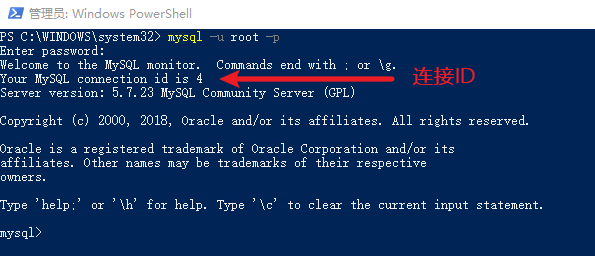 管理员: Windows PowerShell
PS C:\WINDOWS\system32> mysql -u root -p
Enter password:
Welcome to the MySQL monitor.  Commands end with ; or \g.
Your MySQL connection id is 4
连接ID
Server version: 5.7.23 MySQL Community Server (GPL)
Copyright (c) 2000, 2018, Oracle and/or its affiliates. All rights reserved.
Oracle is a registered trademark of Oracle Corporation and/or its
affiliates. Other names may be trademarks of their respective
owners.
Type 'help;' or '\h' for help. Type '\c' to clear the current input statement.
mysql>